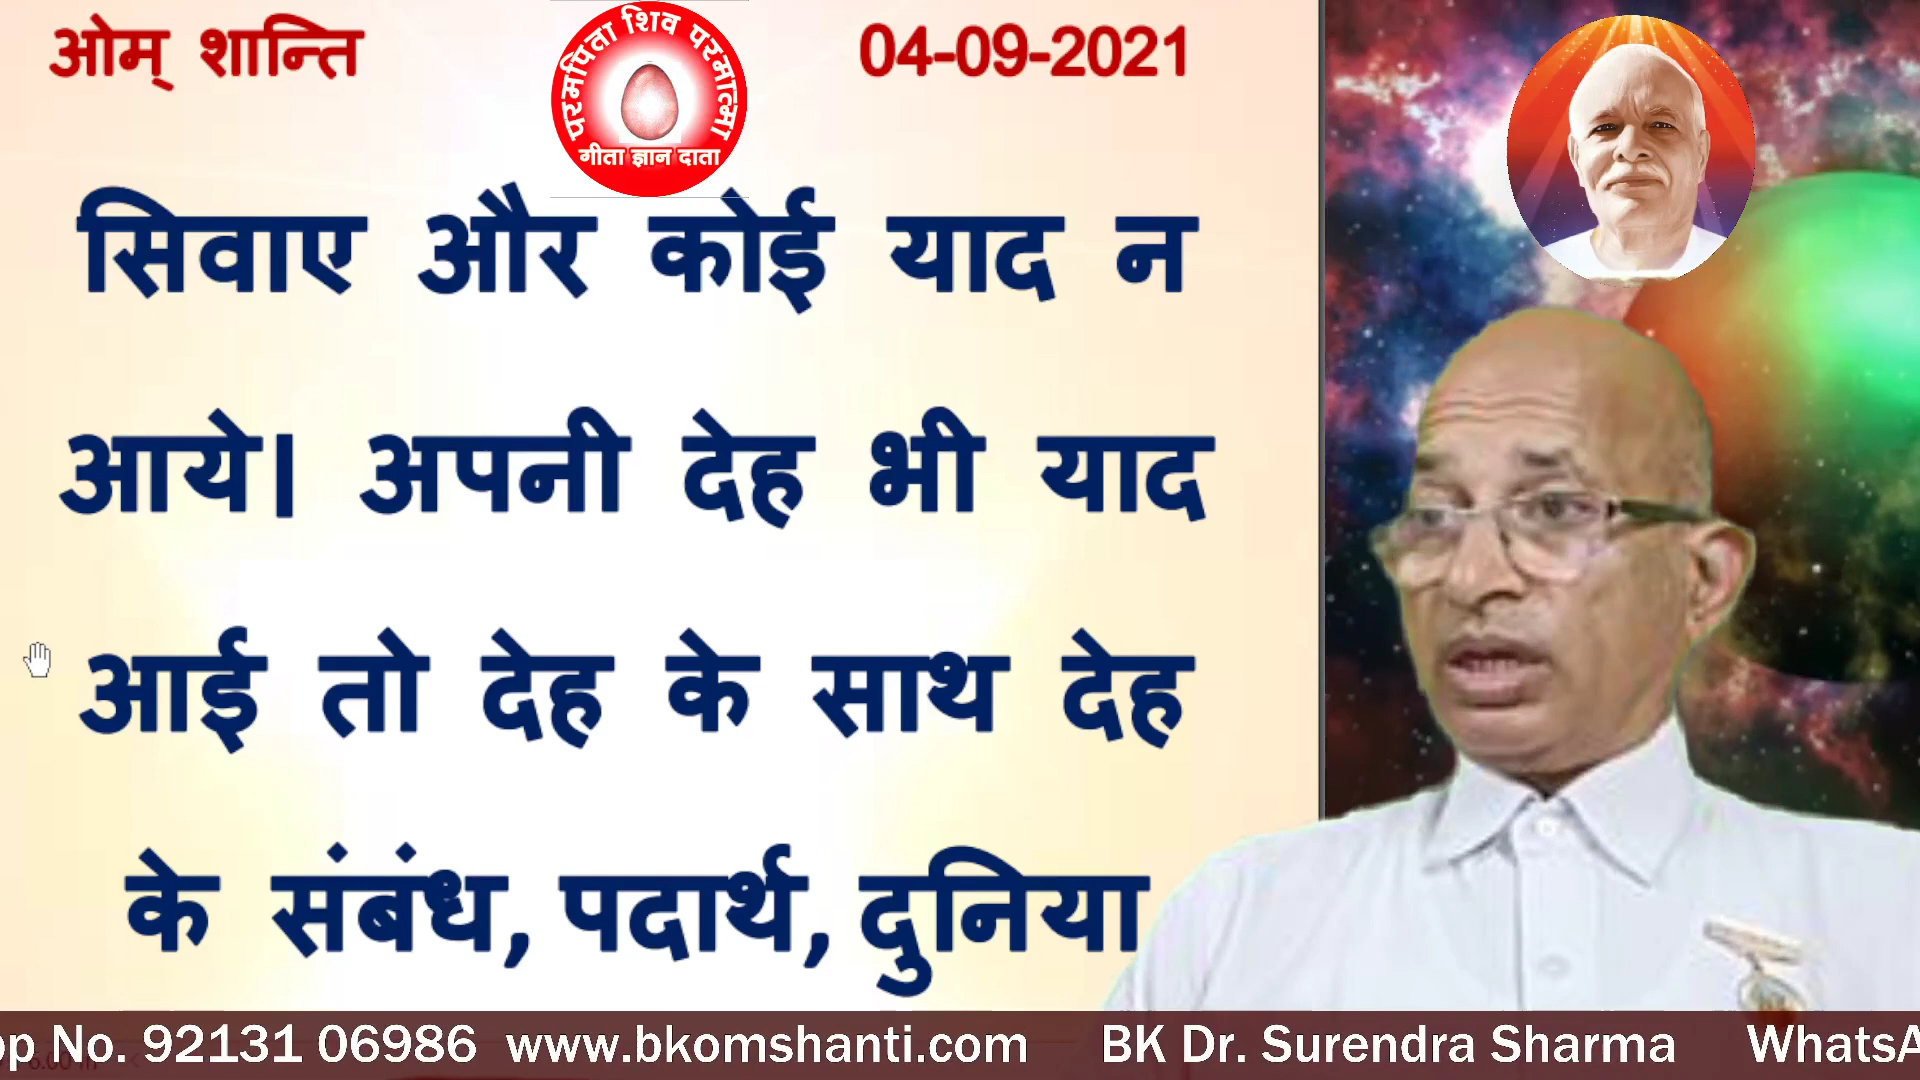 ओम् शान्ति
परमपिता शिव परमात्मा
गीता ज्ञान दाता
04-09-2021
सिवाए और कोई याद न
आये। अपनी देह भी याद
आई तो देह के साथ देह
के संबंध, पदार्थ, दुनिया
pp No. 92131 06986 www.bkomshanti.com BK Dr. Surendra Sharma WhatsA